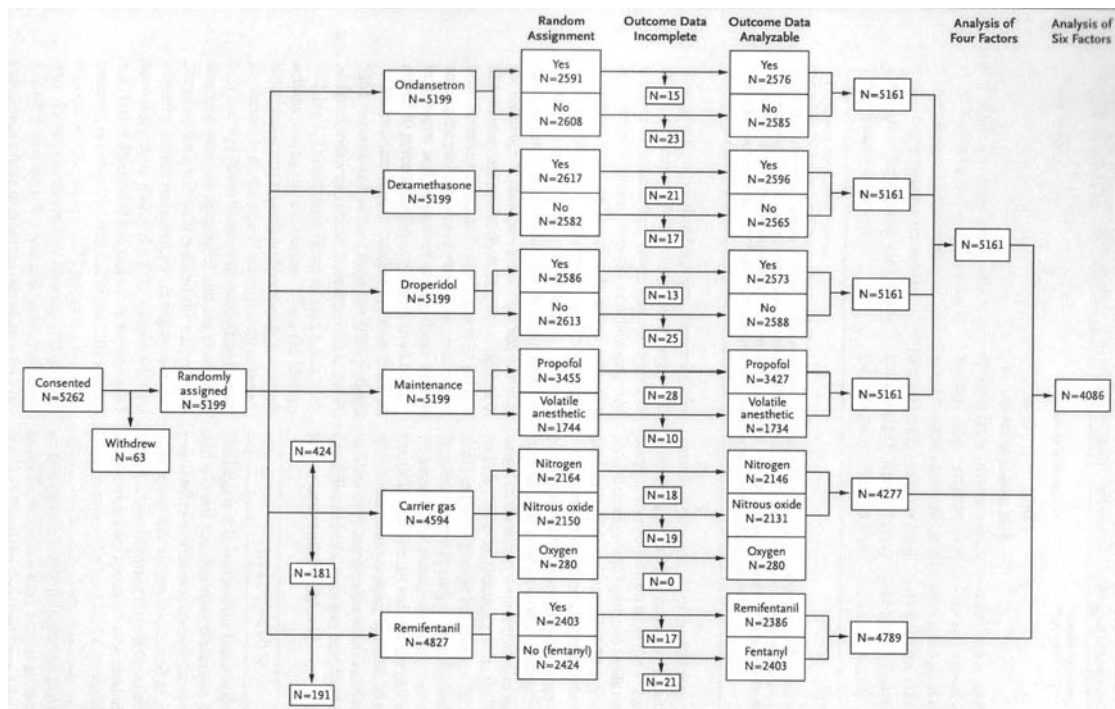 Random
Assignment
Outcome Data
Incomplete
Outcome Data
Analyzable
Analysis of
Four Factors
Analysis of
Six Factors
Consented
N=5262
Withdrew
N=63
Randomly
assigned
N=5199
N=424
N=181
N=191
Ondansetron
N=5199
Yes
N=2591
No
N=2608
N=15
N=23
Yes
N=2576
No
N=2585
N=5161
Dexamethasone
N=5199
Yes
N=2617
No
N=2582
N=21
N=17
Yes
N=2596
No
N=2565
N=5161
Droperidol
N=5199
Yes
N=2586
No
N=2613
N=13
N=25
Yes
N=2573
No
N=2588
N=5161
Maintenance
N=5199
Propofol
N=3455
Volatile
anesthetic
N=1744
N=28
N=10
Propofol
N=3427
Volatile
anesthetic
N=1734
N=5161
Carrier gas
N=4594
Nitrogen
N=2164
Nitrous oxide
N=2150
Oxygen
N=280
N=18
N=19
N=0
Nitrogen
N=2146
Nitrous oxide
N=2131
Oxygen
N=280
N=4277
Remifentanil
N=4827
Yes
N=2403
No (fentanyl)
N=2424
N=17
N=21
Remifentanil
N=2386
Fentanyl
N=2403
N=4789
N=5161
N=4086